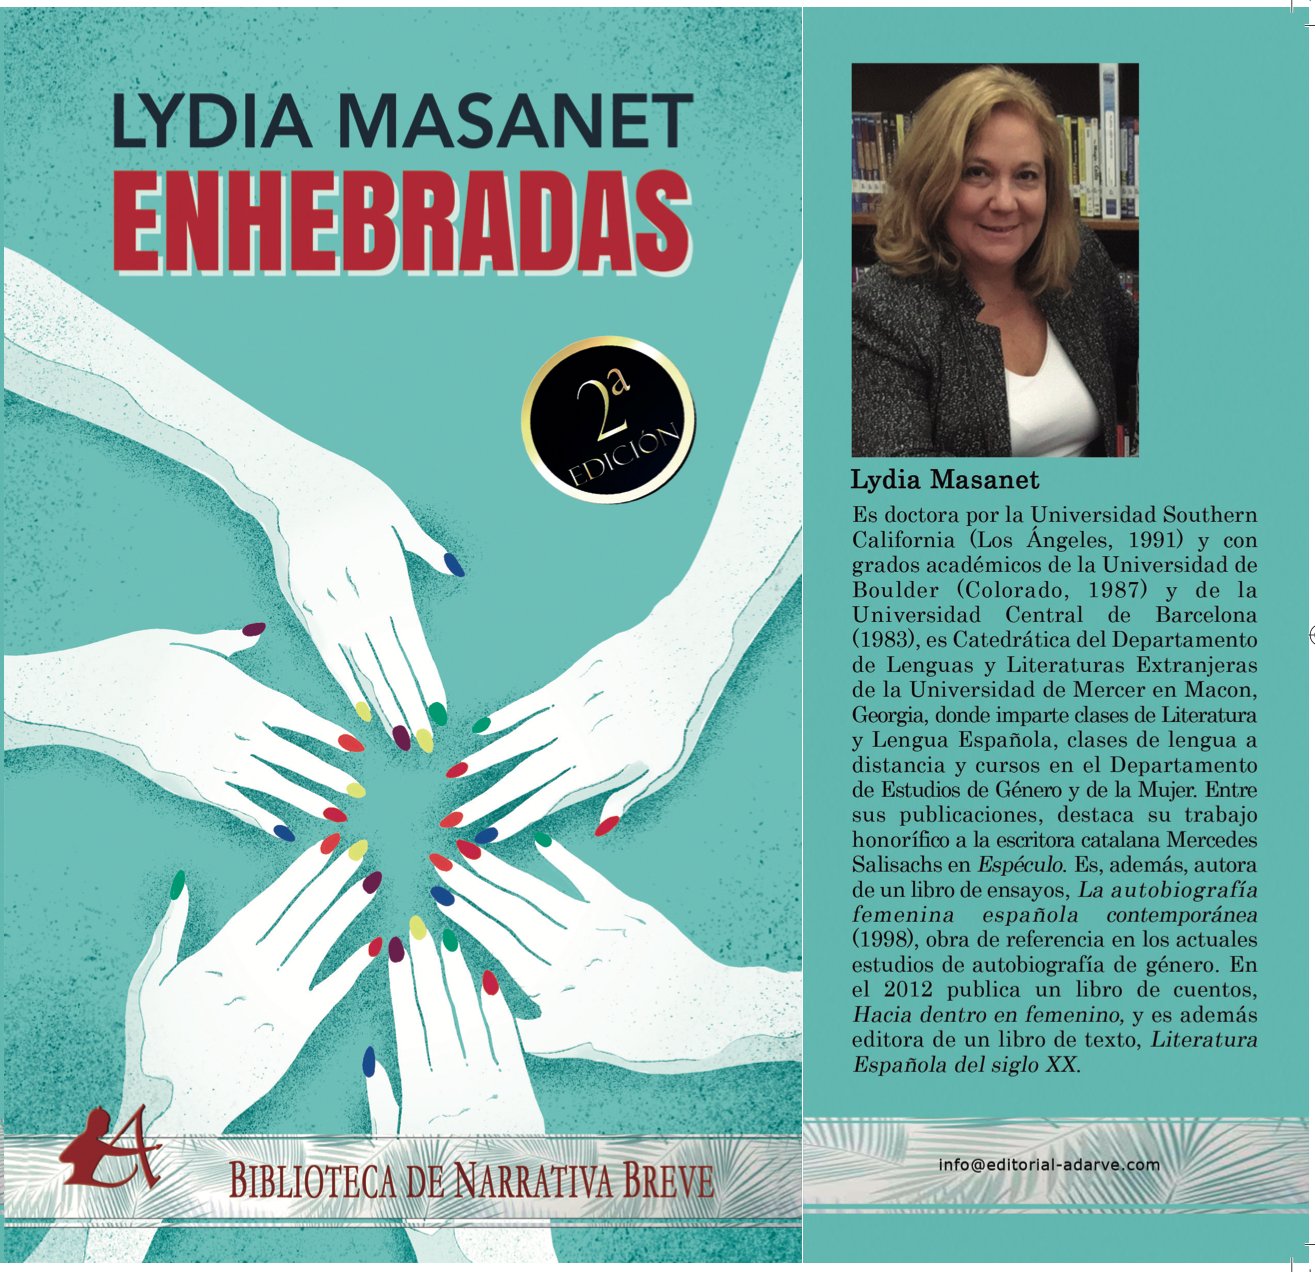 LYDIA MASANET
ENHEBRADAS
2ª
EDICIÓN
BIBLIOTECA DE NARRATIVA BREVE
Lydia Masanet
Es doctora por la Universidad Southern
California (Los Ángeles, 1991) y con
grados académicos de la Universidad de
Boulder (Colorado, 1987) y de la
Universidad Central de Barcelona
(1983), es Catedrática del Departamento
de Lenguas y Literaturas Extranjeras
de la Universidad de Mercer en Macon,
Georgia, donde imparte clases de Literatura
y Lengua Española, clases de lengua a
distancia y cursos en el Departamento
de Estudios de Género y de la Mujer. Entre
sus publicaciones, destaca su trabajo
honorífico a la escritora catalana Mercedes
Salisachs en Espéculo. Es, además, autora
de un libro de ensayos, La autobiografía
femenina española contemporánea
(1998), obra de referencia en los actuales
estudios de autobiografía de género. En
el 2012 publica un libro de cuentos,
Hacia dentro en femenino, y es además
editora de un libro de texto, Literatura
Española del siglo XX.
info@editorial-adarve.com